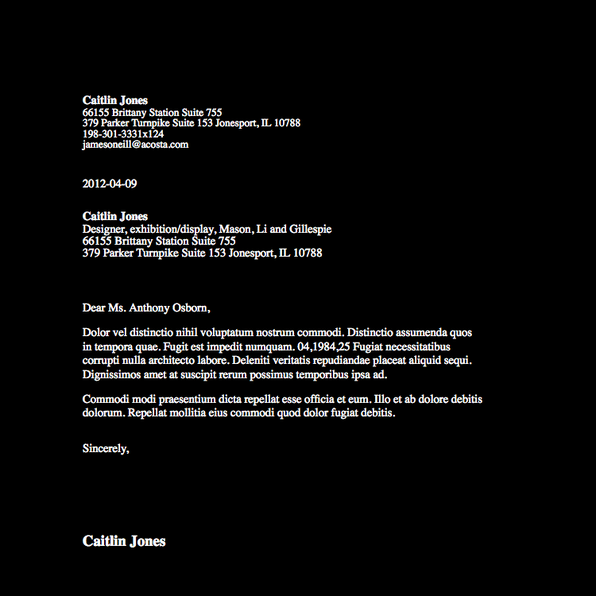 Caitlin Jones
66155 Brittany Station Suite 755
379 Parker Turnpike Suite 153 Jonesport, IL 10788
198-301-3331x124
jamesoneill@acosta.com
2012-04-09
Caitlin Jones
Designer, exhibition/display, Mason, Li and Gillespie
66155 Brittany Station Suite 755
379 Parker Turnpike Suite 153 Jonesport, IL 10788
Dear Ms. Anthony Osborn,
Dolor vel distinctio nihil voluptatum nostrum commodi. Distinctio assumenda quos
in tempora quae. Fugit est impedit numquam. 04,1984,25 Fugiat necessitatibus
corrupti nulla architecto labore. Deleniti veritatis repudiandae placeat aliquid sequi.
Dignissimos amet at suscipit rerum possimus temporibus ipsa ad.
Commodi modi praesentium dicta repellat esse officia et eum. Illo et ab dolore debitis
dolorum. Repellat mollitia eius commodi quod dolor fugiat debitis.
Sincerely,
Caitlin Jones